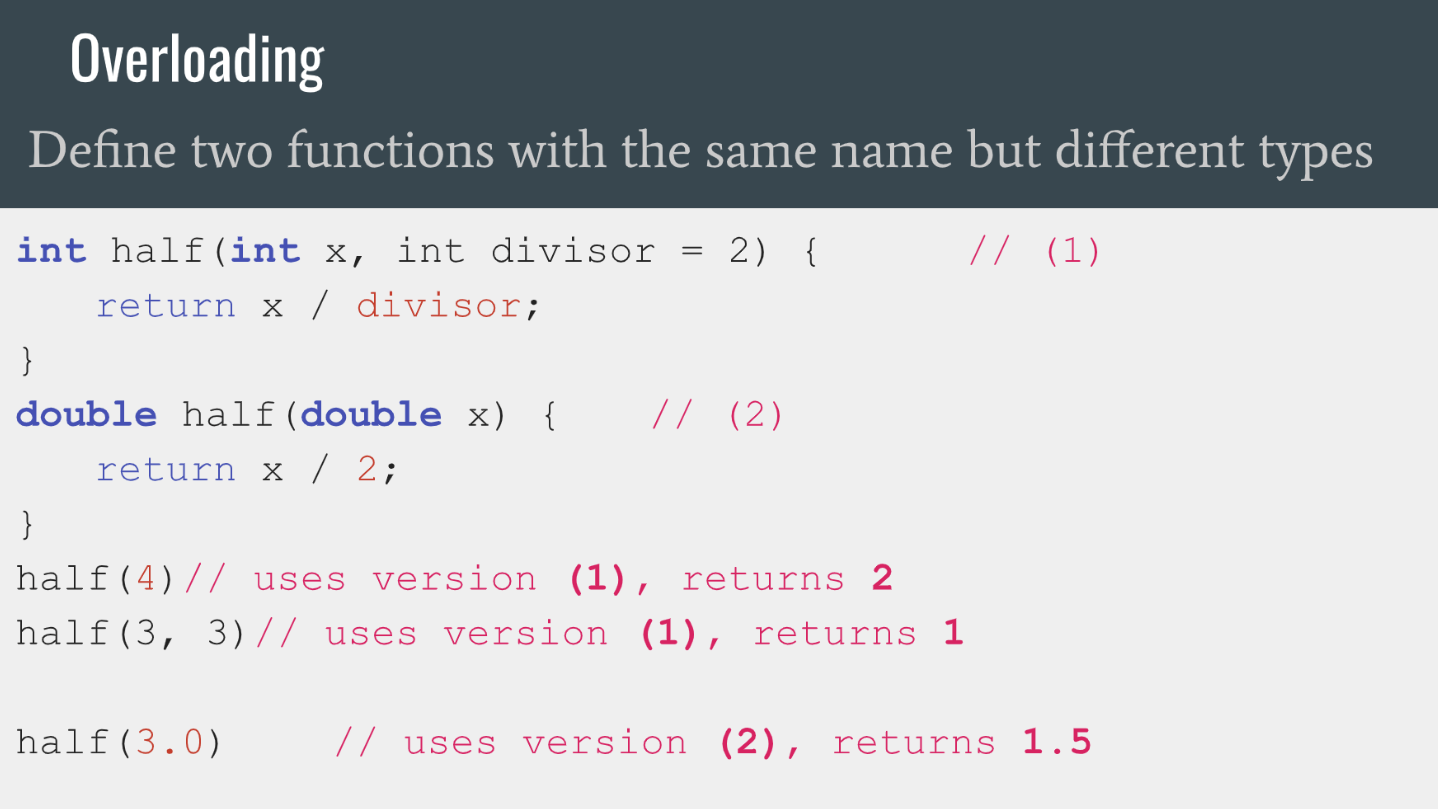 Overloading
Define two functions with the same name but different types
int half(int x, int divisor = 2) { // (1)
return x / divisor;
}
double half(double x) { // (2)
return x / 2;
}
half(4)// uses version (1), returns 2
half(3, 3)// uses version (1), returns 1
half(3.0) // uses version (2), returns 1.5